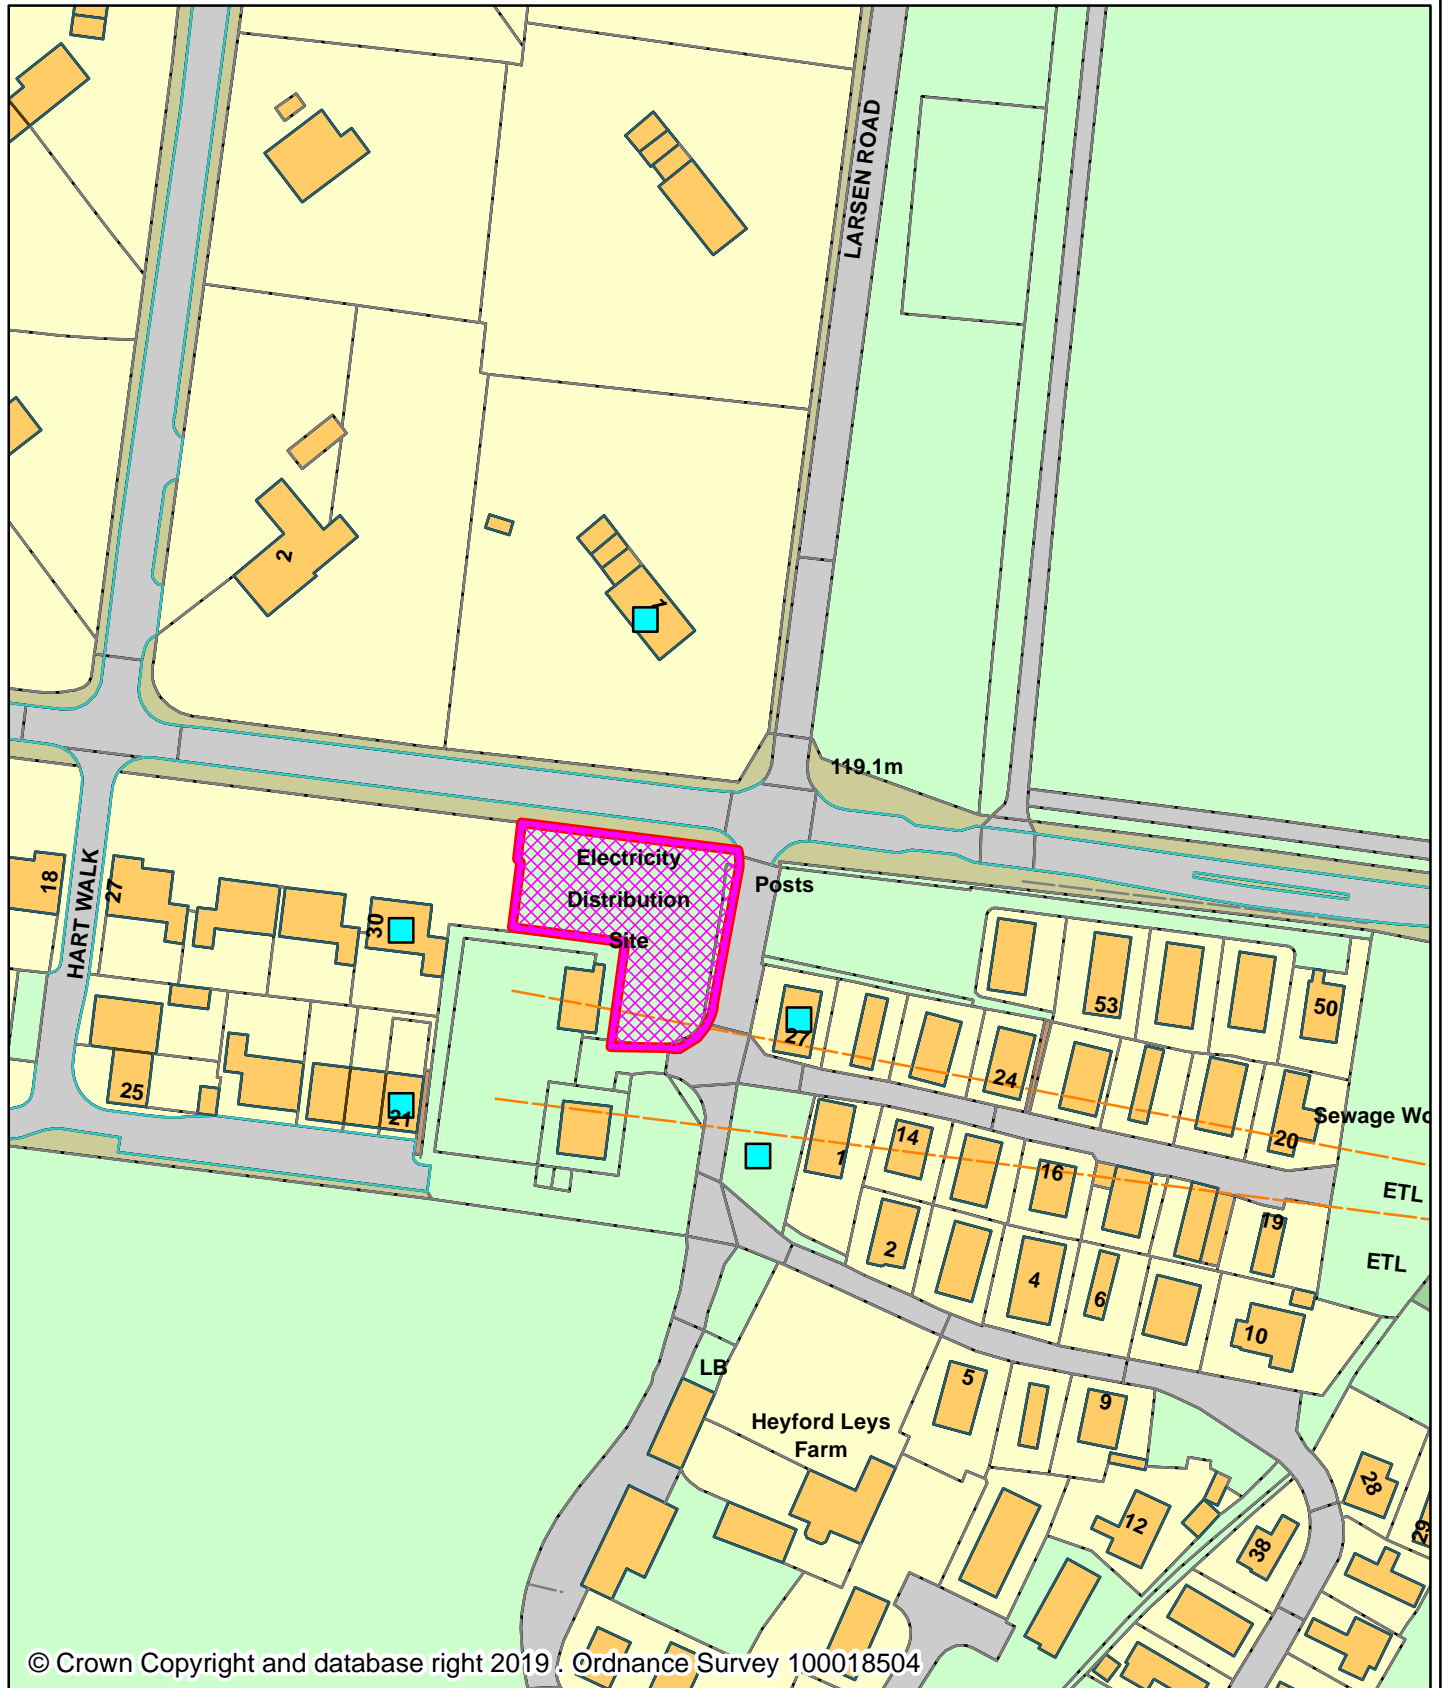 LARSEN ROAD
2
1
119.1m
18
HART WALK
27
30
Electricity
Distribution
Site
Posts
53
50
27
24
25
21
20
Sewage Wo
14
1
16
ETL
19
2
4
6
10
ETL
LB
5
9
Heyford Leys
Farm
28
12
38
29
© Crown Copyright and database right 2019 . Ordnance Survey 100018504